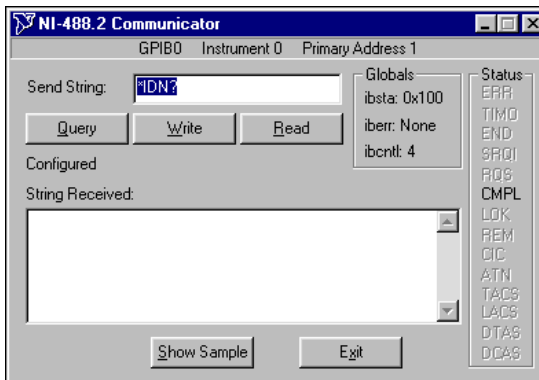 NI-488.2 Communicator
GPIB0 Instrument 0 Primary Address 1
Send String: *IDN?
Query Write Read
Configured
String Received:
Show Sample Exit
Globals
ibsta: 0x100
iberr: None
ibcntl: 4
Status
ERR
TIMO
END
SRQI
RQS
CMPL
LOK
REM
CIC
ATN
TACS
LACS
DTAS
DCAS